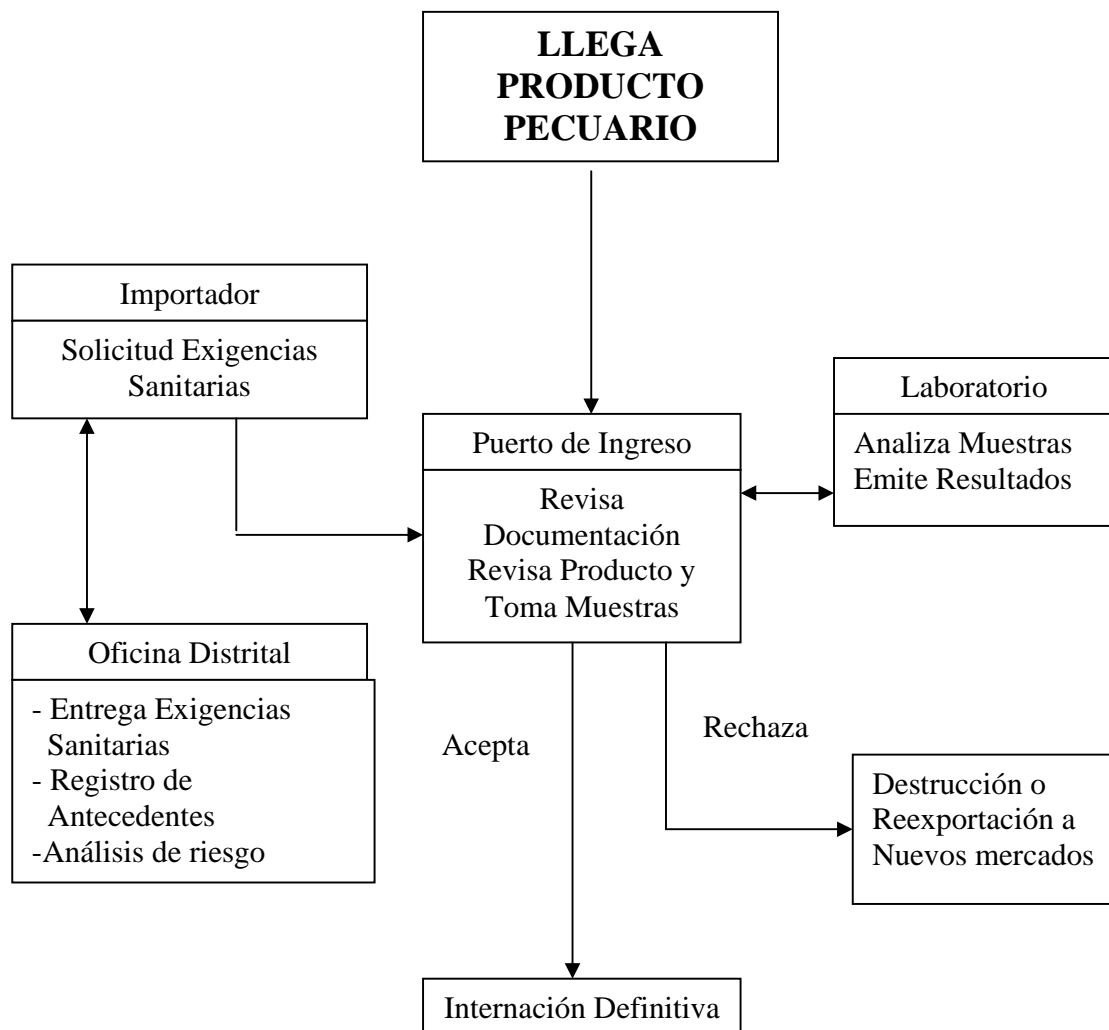 LLEGA
PRODUCTO
PECUARIO
Importador
Solicitud Exigencias
Sanitarias
Puerto de Ingreso
Revisa
Documentación
Revisa Producto y
Toma Muestras
Laboratorio
Analiza Muestras
Emite Resultados
Oficina Distrital
- Entrega Exigencias
Sanitarias
- Registro de
Antecedentes
-Análisis de riesgo
Acepta
Rechaza
Destrucción o
Reexportación a
Nuevos mercados
Internación Definitiva